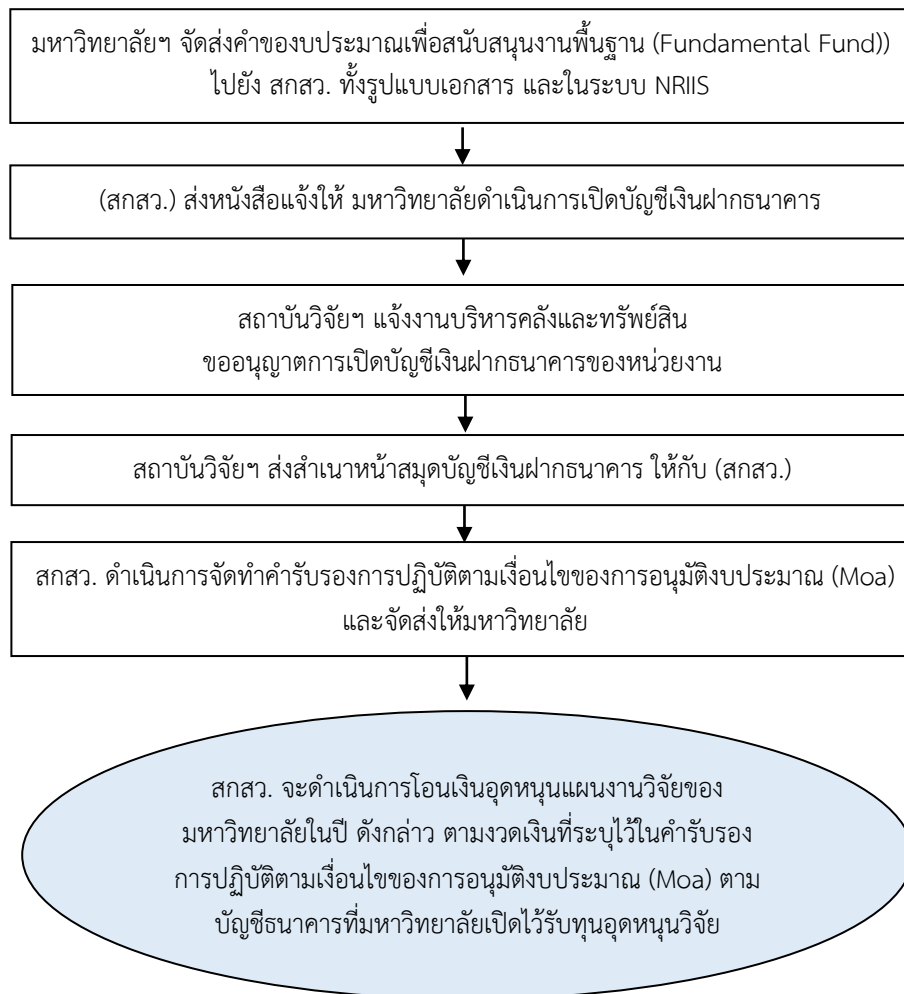 มหาวิทยาลัยฯ จัดส่งคำของบประมาณเพื่อสนับสนุนงานพื้นฐาน (Fundamental Fund))
ไปยัง สกสว. ทั้งรูปแบบเอกสาร และในระบบ NRIIS
(สกสว.) ส่งหนังสือแจ้งให้ มหาวิทยาลัยดำเนินการเปิดบัญชีเงินฝากธนาคาร
สถาบันวิจัยฯ แจ้งงานบริหารคลังและทรัพย์สิน
ขออนุญาตการเปิดบัญชีเงินฝากธนาคารของหน่วยงาน
สถาบันวิจัยฯ ส่งสำเนาหน้าสมุดบัญชีเงินฝากธนาคาร ให้กับ (สกสว.)
สกสว. ดำเนินการจัดทำคำรับรองการปฏิบัติตามเงื่อนไขของการอนุมัติงบประมาณ (Moa)
และจัดส่งให้มหาวิทยาลัย
สกสว. จะดำเนินการโอนเงินอุดหนุนแผนงานวิจัยของ
มหาวิทยาลัยในปี ดังกล่าว ตามงวดเงินที่ระบุไว้ในคำรับรอง
การปฏิบัติตามเงื่อนไขของการอนุมัติงบประมาณ (Moa) ตาม
บัญชีธนาคารที่มหาวิทยาลัยเปิดไว้รับทุนอุดหนุนวิจัย